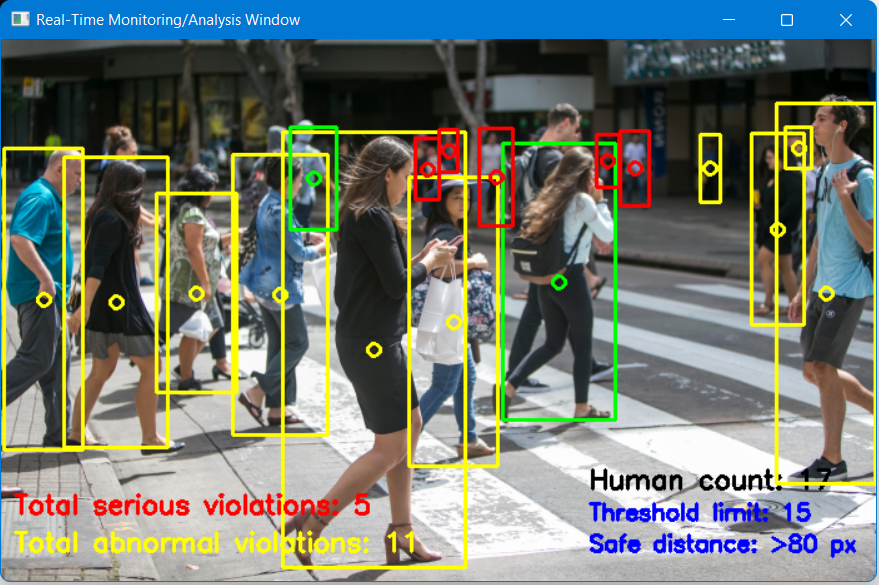 Real-Time Monitoring/Analysis Window
Human count: 17
Total serious violations: 5
Threshold limit: 15
Total abnormal violations: 11
Safe distance: >80 px